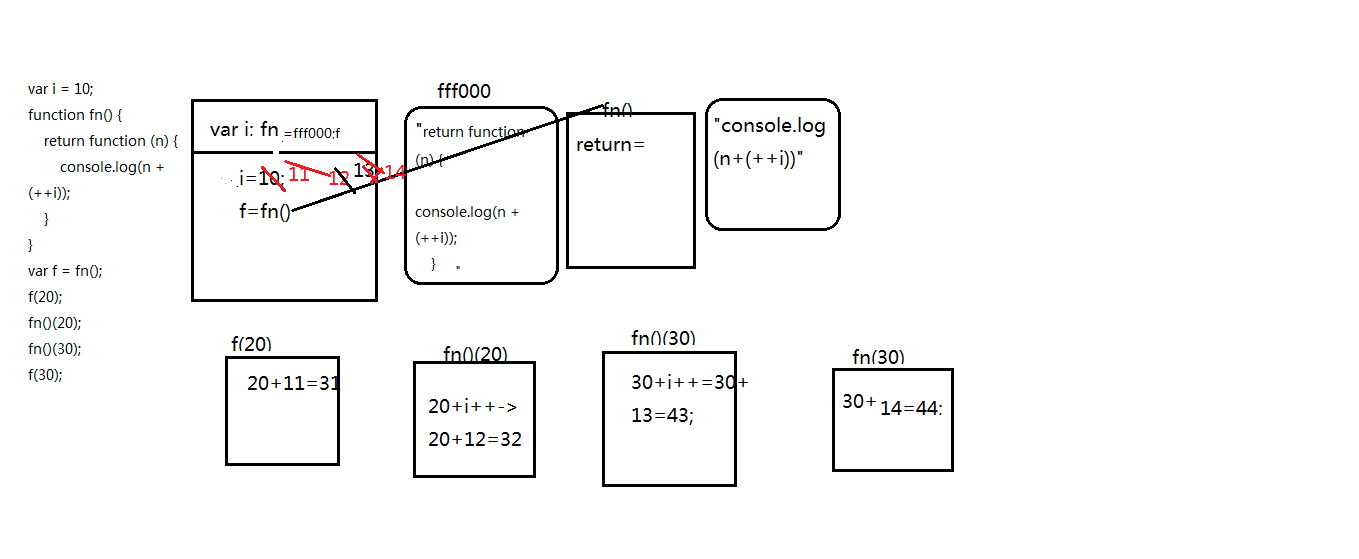 var i = 10;
function fn() {
return function (n) {
console.log(n +
(++i));
}
}
var f = fn();
f(20);
fn()(20);
fn()(30);
f(30);
var i: fn =fff000;f
i=10; 11 12 13 14
f=fn()
fff000
"return function
(n) {
console.log(n +
(++i));
}
fn()
return=
"console.log
(n+(++i))"
f(20)
20+11=31
fn()(20)
20+i++->
20+12=32
fn()(30)
30+i++=30+
13=43;
fn(30)
30+ 14=44: